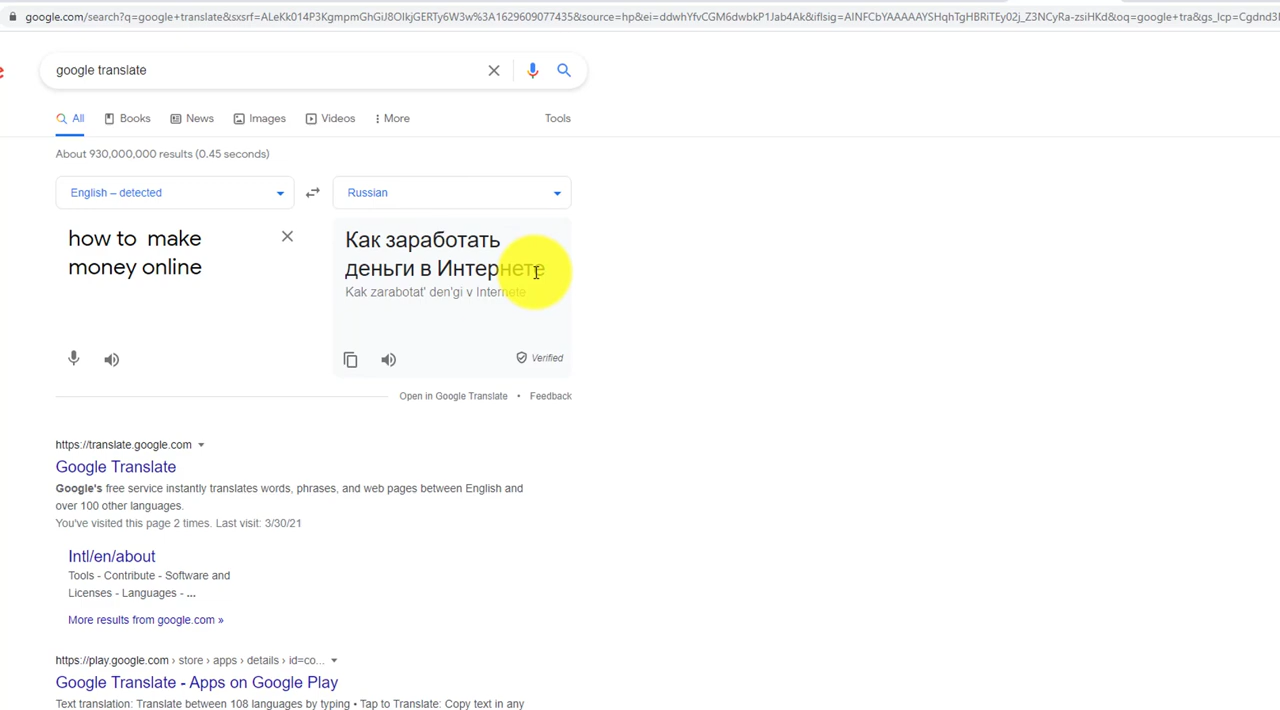 google.com/search?q=google+translate&sxsrf=ALeKk014P3KgmpmGhGiJ8OIkjGERTy6W3w%3A1629609077435&source=hp&ei=ddwhYfvCGM6dwbkP1Jab4Ak&iflsig=AINFCbYAAAAAYSHqhTgHBRiTEy02j_Z3NCyRa-zsiHKd&oq=google+tra&gs_lcp=Cgdnd3
google translate
All Books News Images Videos More Tools
About 930,000,000 results (0.45 seconds)
English – detected
Russian
how to make
money online
Как заработать
деньги в Интернете
Kak zarabotat' den'gi v Internete
Verified
Open in Google Translate • Feedback
https://translate.google.com
Google Translate
Google's free service instantly translates words, phrases, and web pages between English and
over 100 other languages.
You've visited this page 2 times. Last visit: 3/30/21
Intl/en/about
Tools - Contribute - Software and
Licenses - Languages - ...
More results from google.com »
https://play.google.com › store › apps › details › id=co...
Google Translate - Apps on Google Play
Text translation: Translate between 108 languages by typing • Tap to Translate: Copy text in any